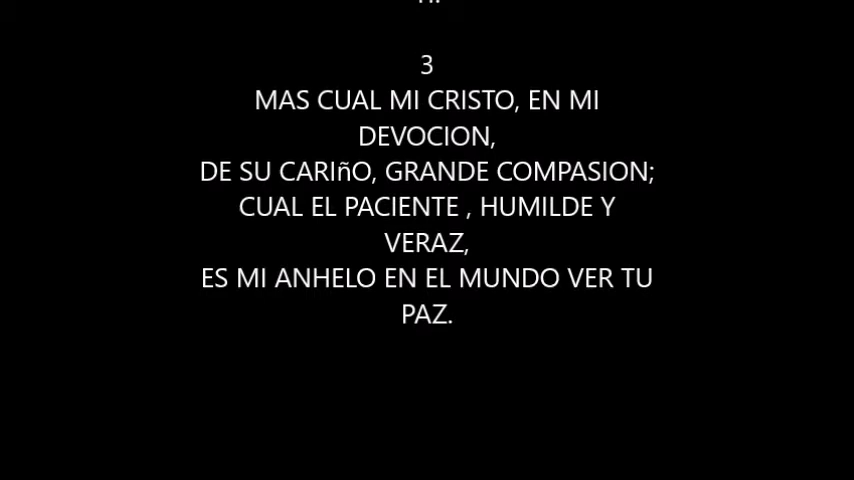 3
MAS CUAL MI CRISTO, EN MI
DEVOCION,
DE SU CARIñO, GRANDE COMPASION;
CUAL EL PACIENTE , HUMILDE Y
VERAZ,
ES MI ANHELO EN EL MUNDO VER TU
PAZ.